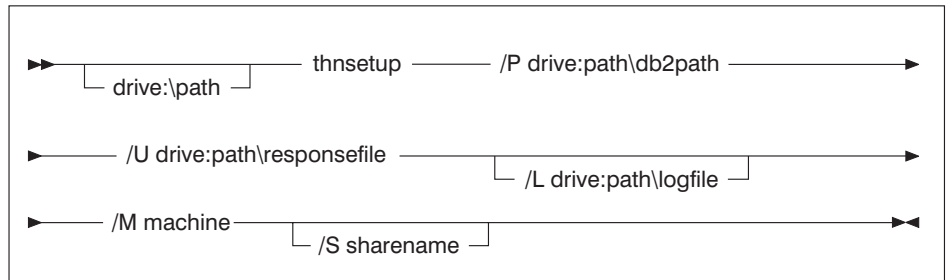 thnsetup /P drive:path\db2path
drive:\path
/U drive:path\responsefile
/L drive:path\logfile
/M machine
/S sharename